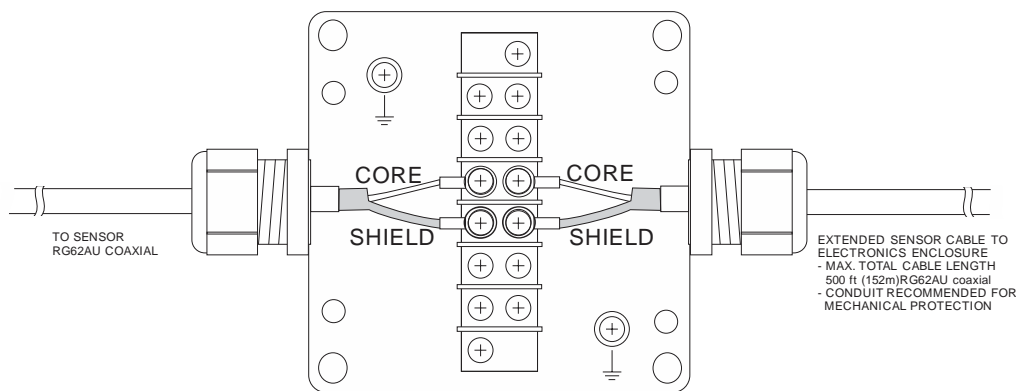 CORE
CORE
SHIELD
SHIELD
TO SENSOR
RG62AU COAXIAL
EXTENDED SENSOR CABLE TO
ELECTRONICS ENCLOSURE
- MAX. TOTAL CABLE LENGTH
500 ft (152m)RG62AU coaxial
- CONDUIT RECOMMENDED FOR
MECHANICAL PROTECTION